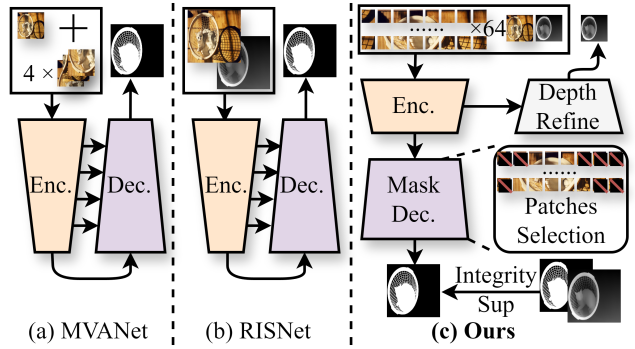 4 ×
Enc.
Dec.
(a) MVANet
Enc.
Dec.
(b) RISNet
......
×64
Enc.
Depth
Refine
Mask
Dec.
......
Patches
Selection
Integrity
Sup
(c) Ours